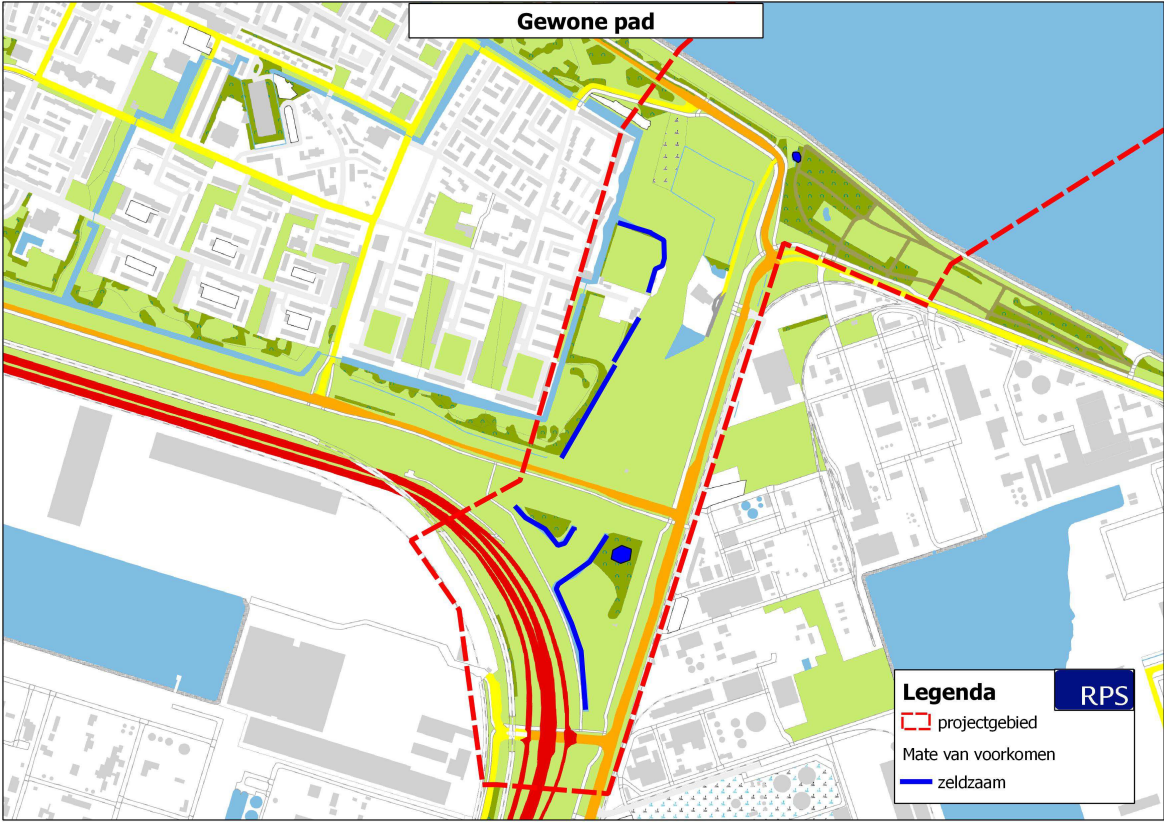 Gewone pad
Legenda
RPS
projectgebied
Mate van voorkomen
zeldzaam